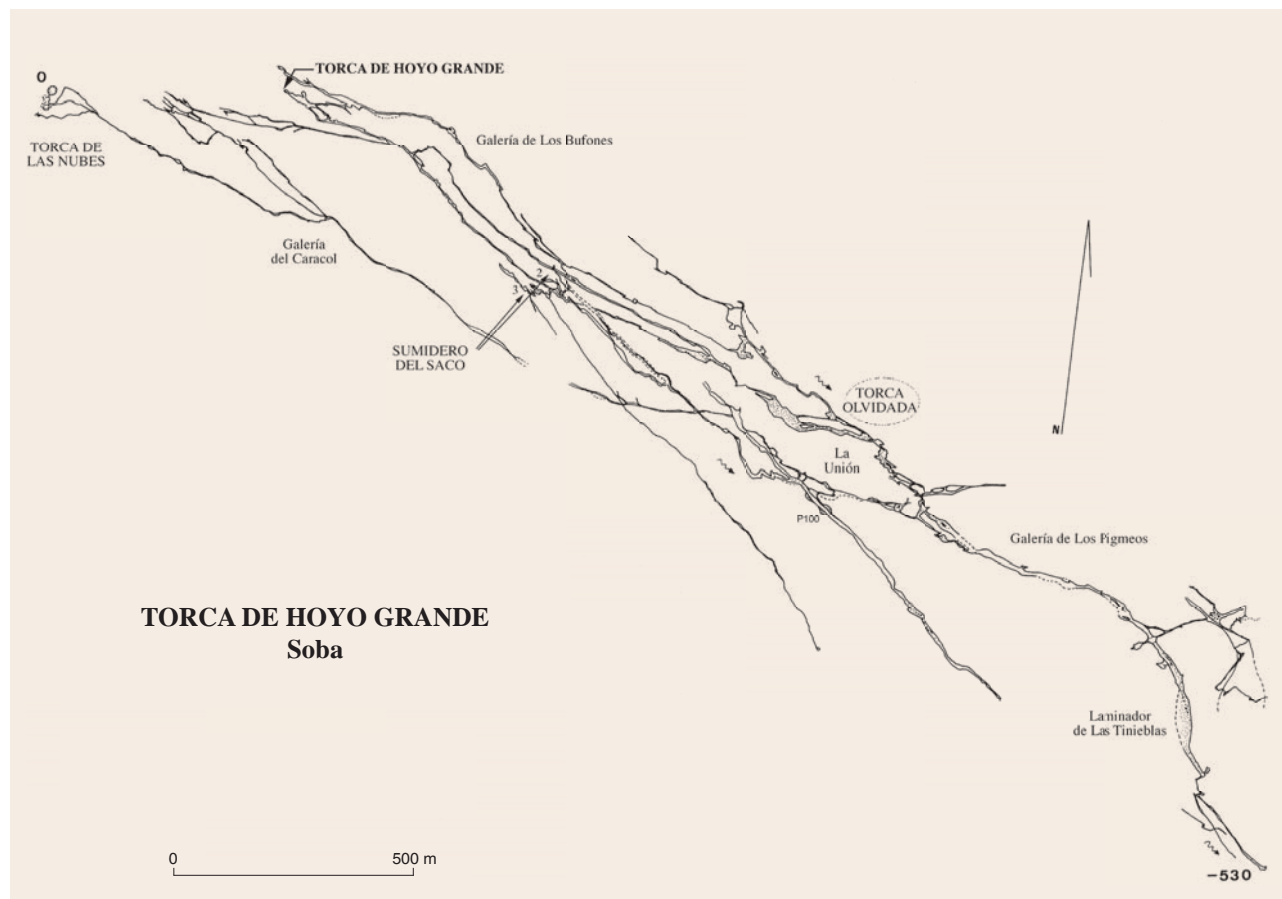 TORCA DE HOYO GRANDE
0
TORCA DE
LAS NUBES
Galería de Los Bufones
Galería
del Caracol
2
3
SUMIDERO
DEL SACO
TORCA
OLVIDADA
La
Unión
N
P100
Galería de Los Pigmeos
TORCA DE HOYO GRANDE
Soba
Laminador
de Las Tinieblas
0 500 m
-530